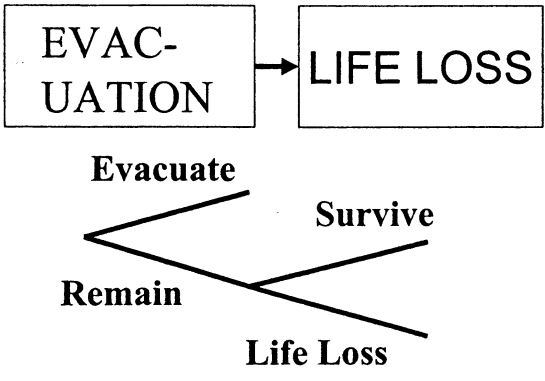 EVAC-
UATION
LIFE LOSS
Evacuate
Survive
Remain
Life Loss